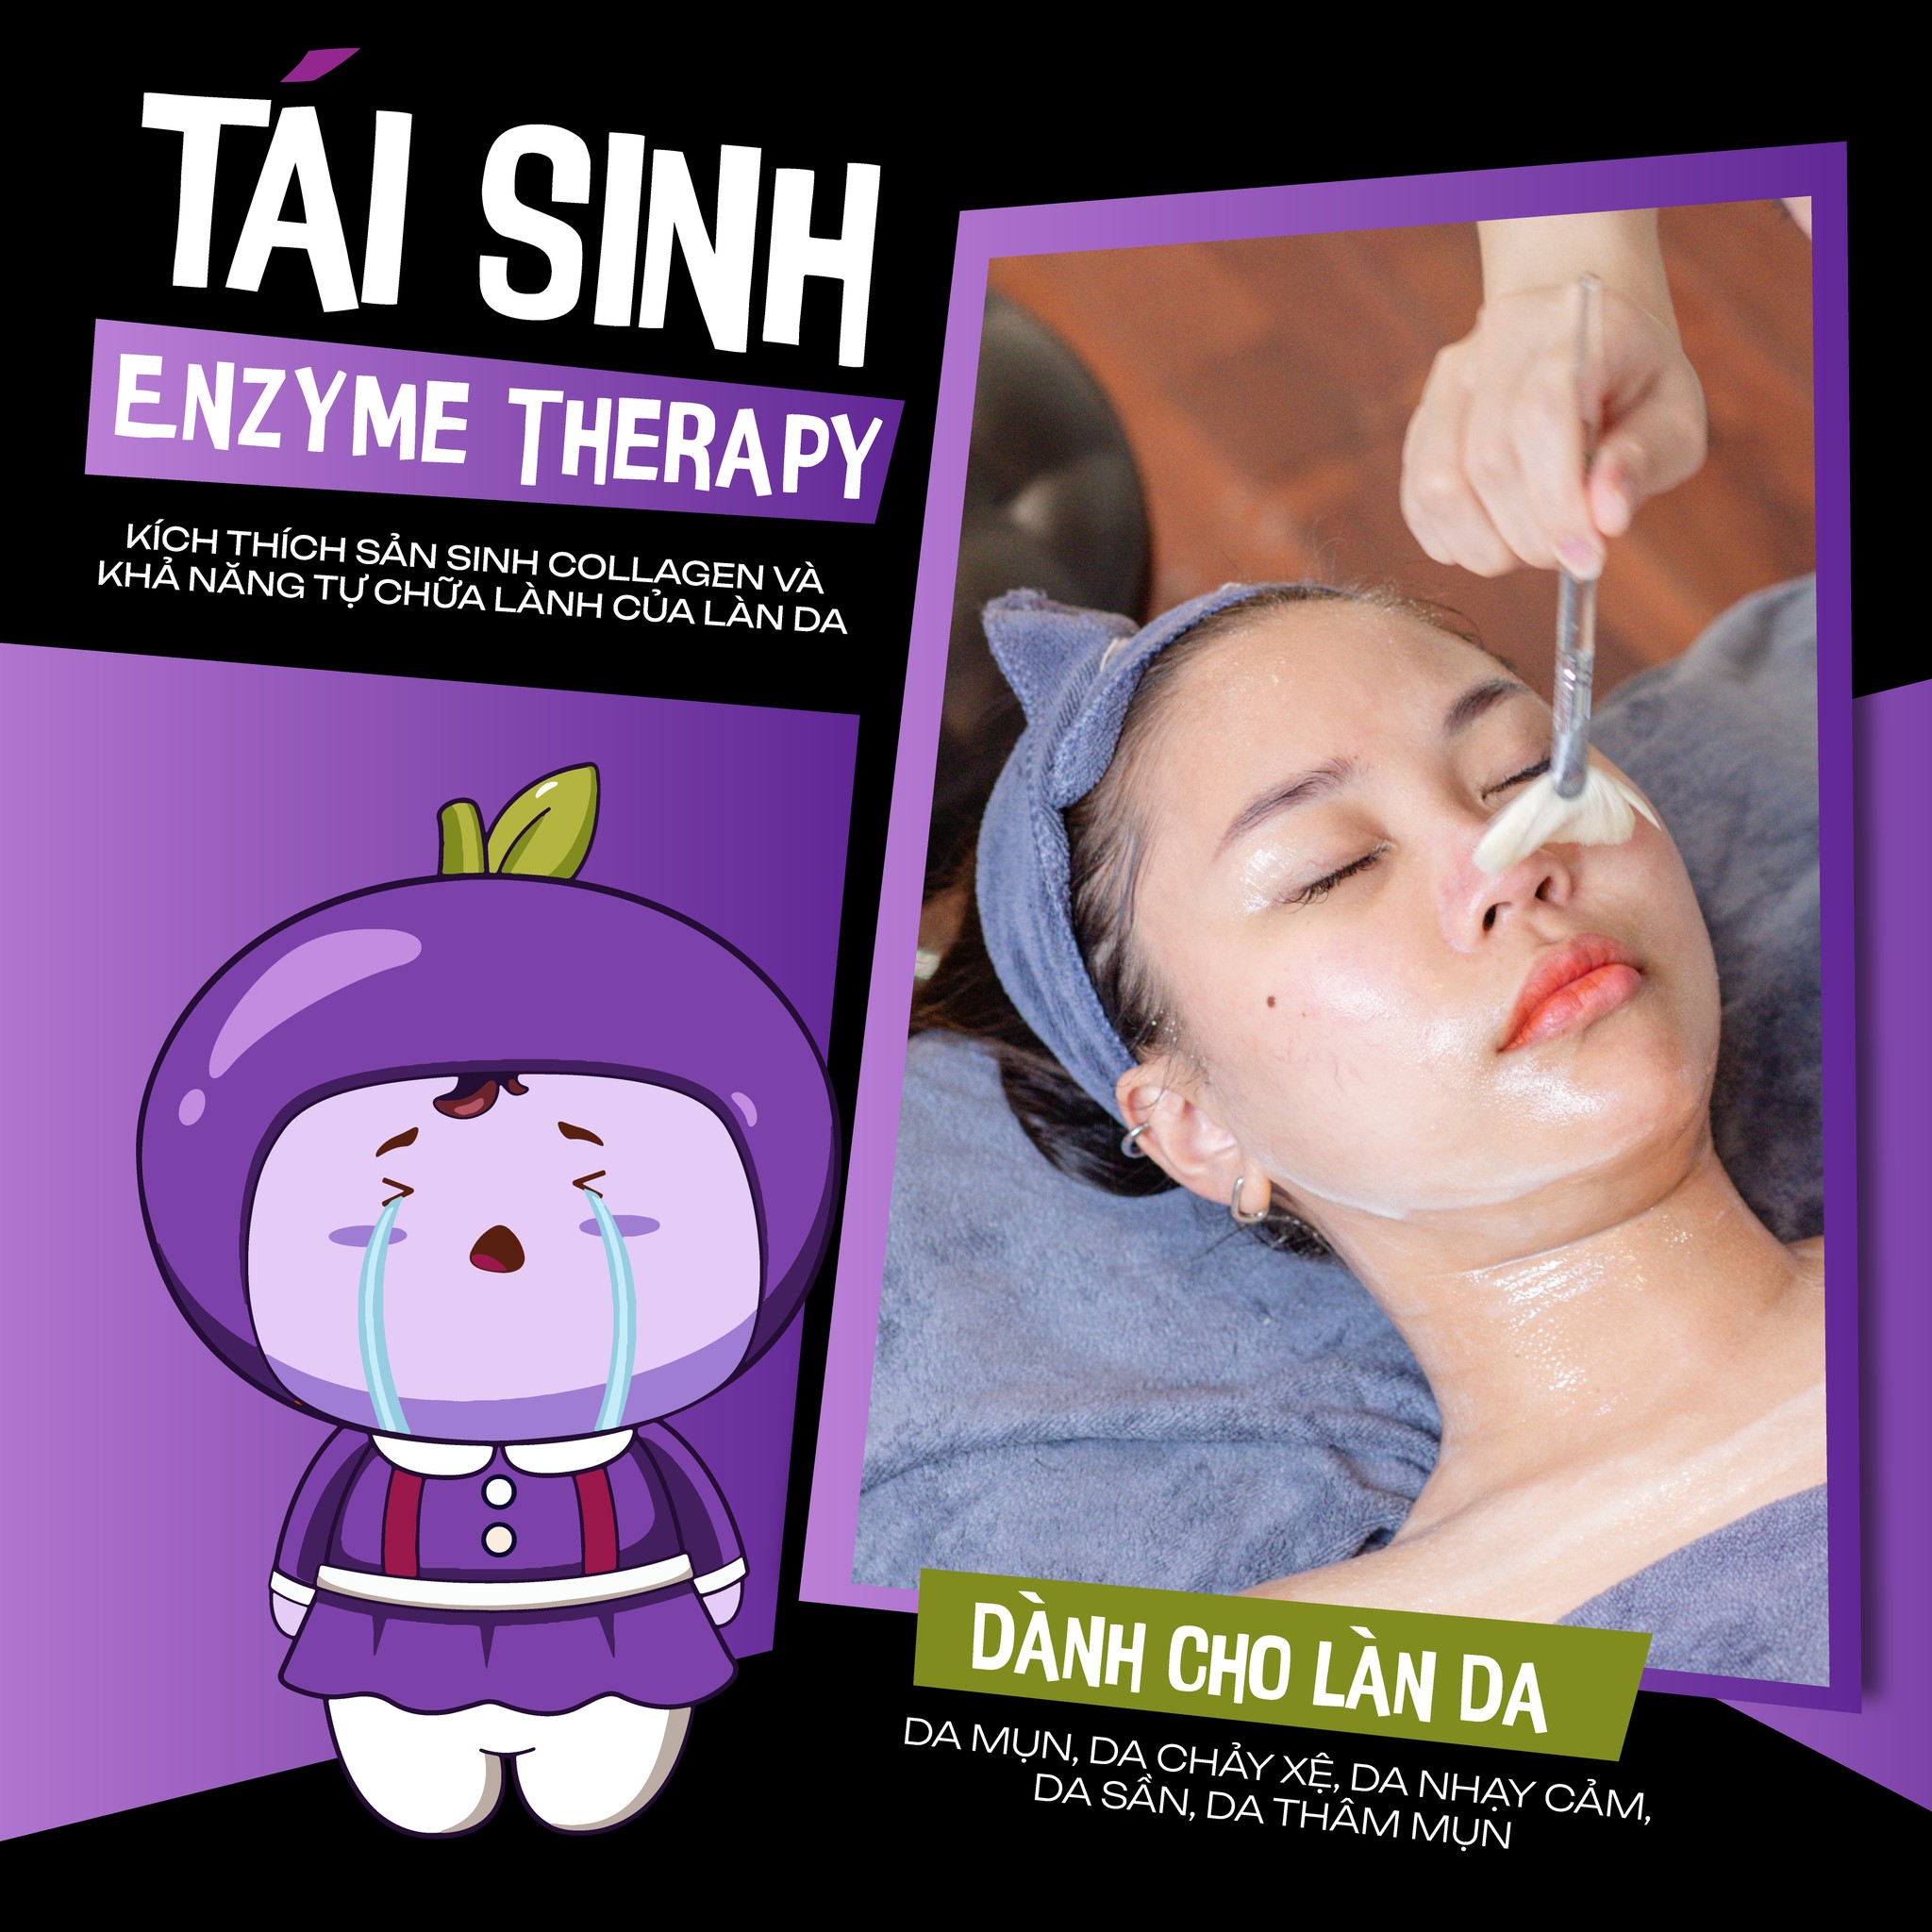 TÁI SINH
ENZYME THERAPY
KÍCH THÍCH SẢN SINH COLLAGEN VÀ
KHẢ NĂNG TỰ CHỮA LÀNH CỦA LÀN DA
DÀNH CHO LÀN DA
DA MỤN, DA CHẢY XỆ, DA NHẠY CẢM,
DA SẦN, DA THÂM MỤN